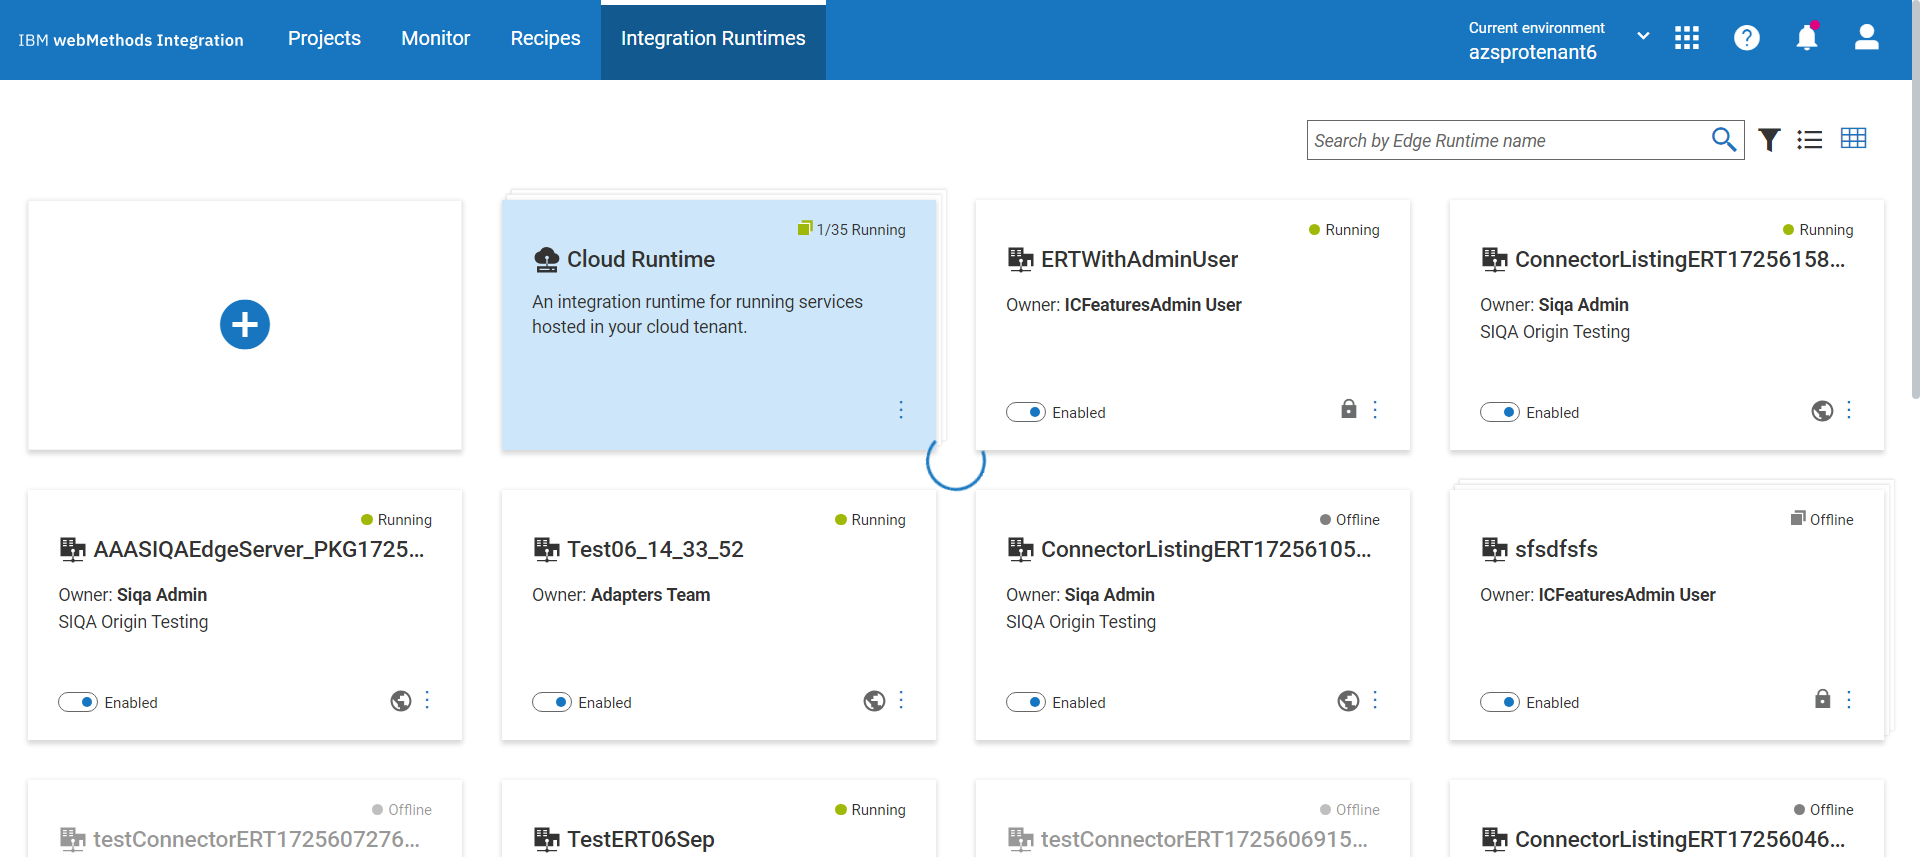 IBM webMethods Integration
Projects
Monitor
Recipes
Integration Runtimes
Current environment
azsprotenant6
Search by Edge Runtime name
1/35 Running
Cloud Runtime
An integration runtime for running services
hosted in your cloud tenant.
Running
ERTWithAdminUser
Owner: ICFeaturesAdmin User
Enabled
Running
ConnectorListingERT17256158...
Owner: Siqa Admin
SIQA Origin Testing
Enabled
Running
AAASIQAEdgeServer_PKG1725...
Owner: Siqa Admin
SIQA Origin Testing
Enabled
Running
Test06_14_33_52
Owner: Adapters Team
Enabled
Offline
ConnectorListingERT17256105...
Owner: Siqa Admin
SIQA Origin Testing
Enabled
Offline
sfsdfsfs
Owner: ICFeaturesAdmin User
Enabled
Offline
testConnectorERT1725607276...
Running
TestERT06Sep
Offline
testConnectorERT1725606915...
Offline
ConnectorListingERT17256046...